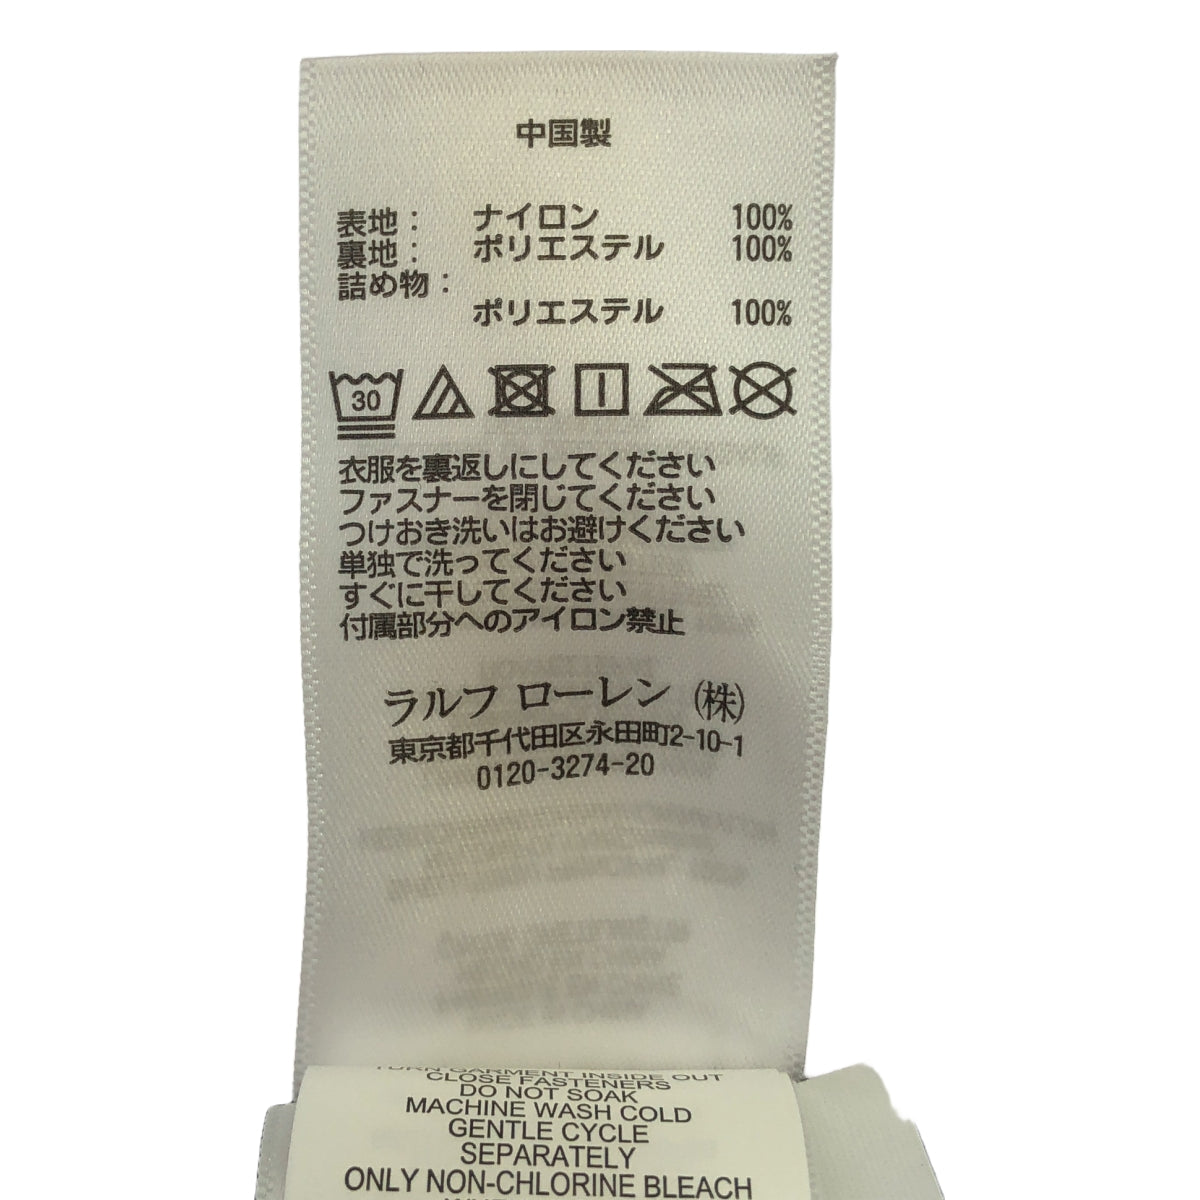 中国製
表地： ナイロン 100%
裏地： ポリエステル 100%
詰め物：
ポリエステル 100%
30
衣服を裏返しにしてください
ファスナーを閉じてください
つけおき洗いはお避けください
単独で洗ってください
すぐに干してください
付属部分へのアイロン禁止
ラルフ ローレン (株)
東京都千代田区永田町2-10-1
0120-3274-20
TURN GARMENT INSIDE OUT
CLOSE FASTENERS
DO NOT SOAK
MACHINE WASH COLD
GENTLE CYCLE
SEPARATELY
ONLY NON-CHLORINE BLEACH